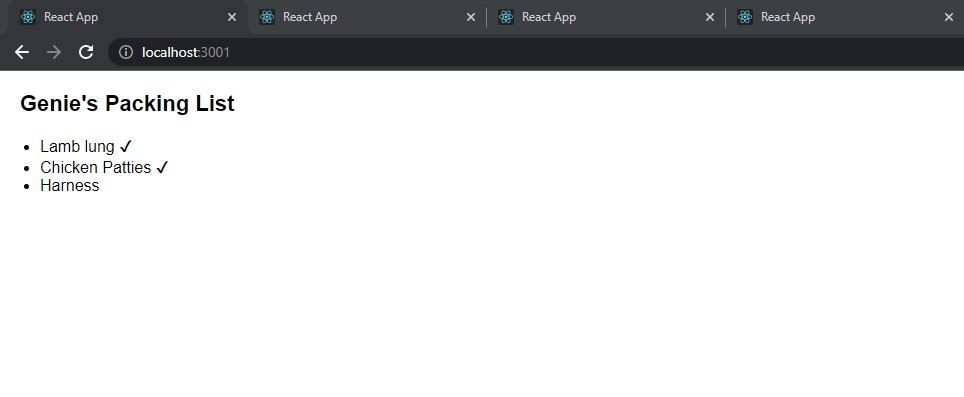 React App React App React App React App
localhost:3001
Genie's Packing List
• Lamb lung ✓
• Chicken Patties ✓
• Harness